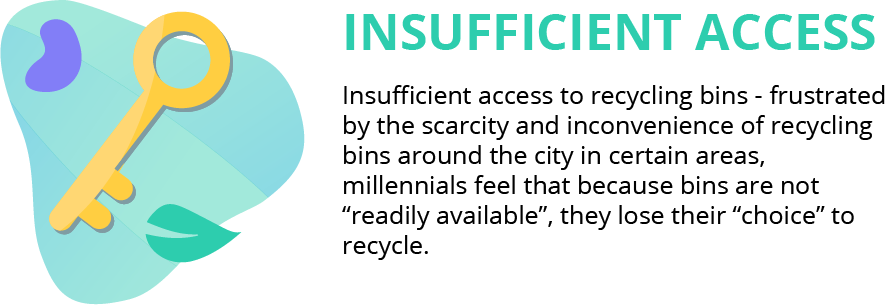 INSUFFICIENT ACCESS
Insufficient access to recycling bins - frustrated
by the scarcity and inconvenience of recycling
bins around the city in certain areas,
millennials feel that because bins are not
“readily available”, they lose their “choice” to
recycle.